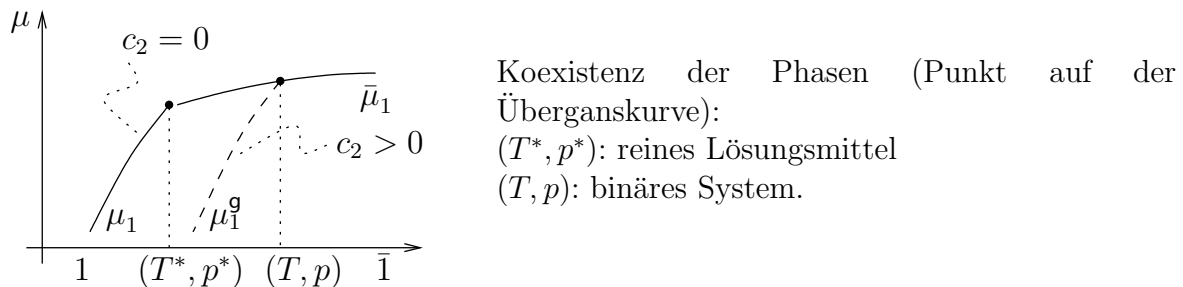 μ
c₂ = 0
μ̄₁
c₂ > 0
μ₁
μ₁ᵍ
1
(T*, p*)
(T, p)
1̄
Koexistenz der Phasen (Punkt auf der
Überganskurve):
(T*, p*): reines Lösungsmittel
(T, p): binäres System.